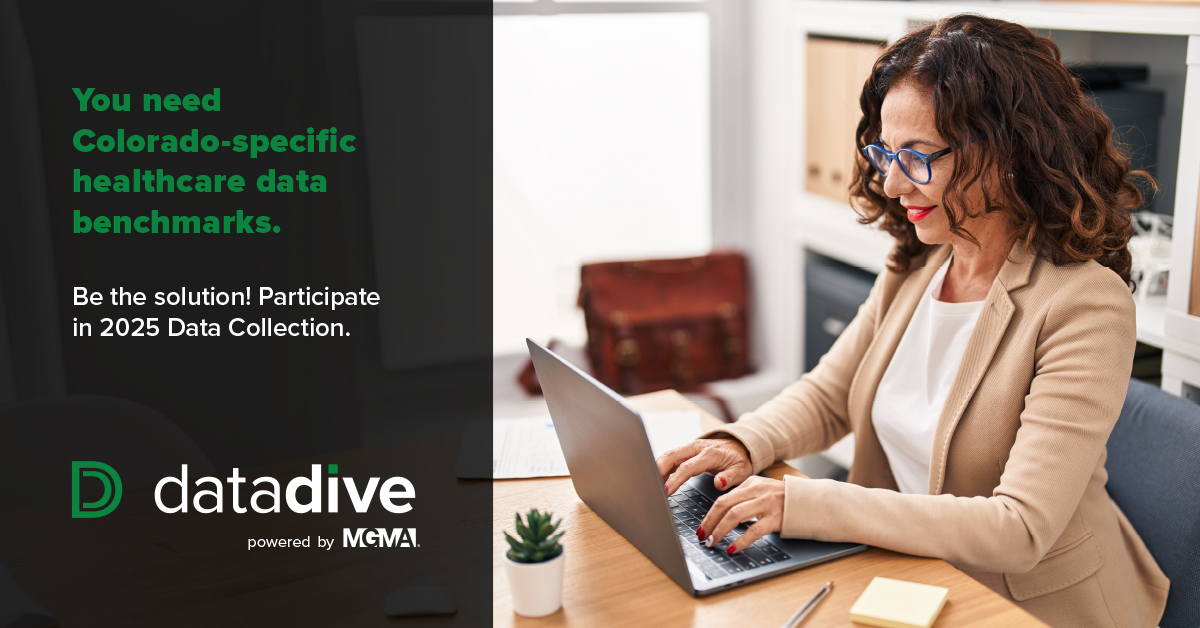 You need
Colorado-specific
healthcare data
benchmarks.
Be the solution! Participate
in 2025 Data Collection.
datadive
powered by MGMA.